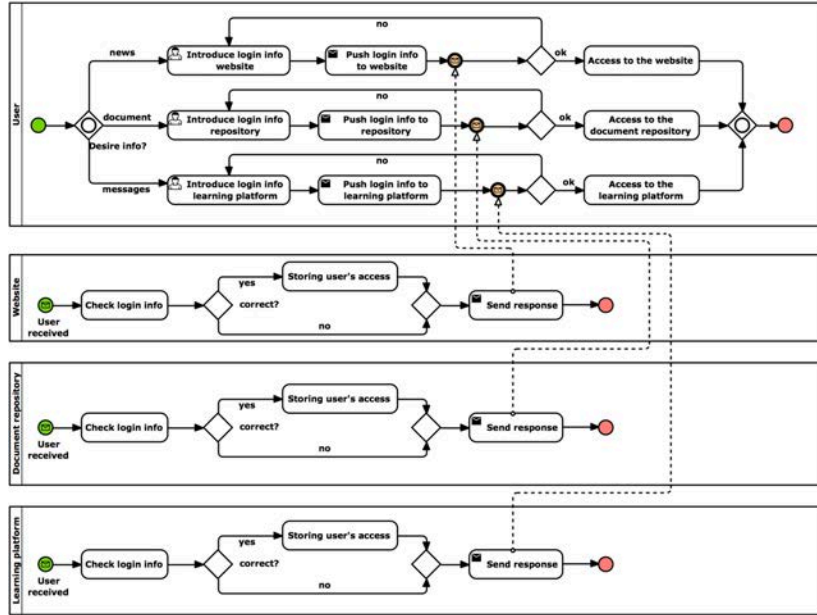 User
no
news
Introduce login info
website
Push login info
to website
ok
Access to the website
no
document
Introduce login info
repository
Push login info to
repository
ok
Access to the
document repository
Desire info?
no
messages
Introduce login info
learning platform
Push login info to
learning platform
ok
Access to the
learning platform
Website
User
received
Check login info
yes
correct?
no
Storing user's access
Send response
Document repository
User
received
Check login info
yes
correct?
no
Storing user's access
Send response
Learning platform
User
received
Check login info
yes
correct?
no
Storing user's access
Send response